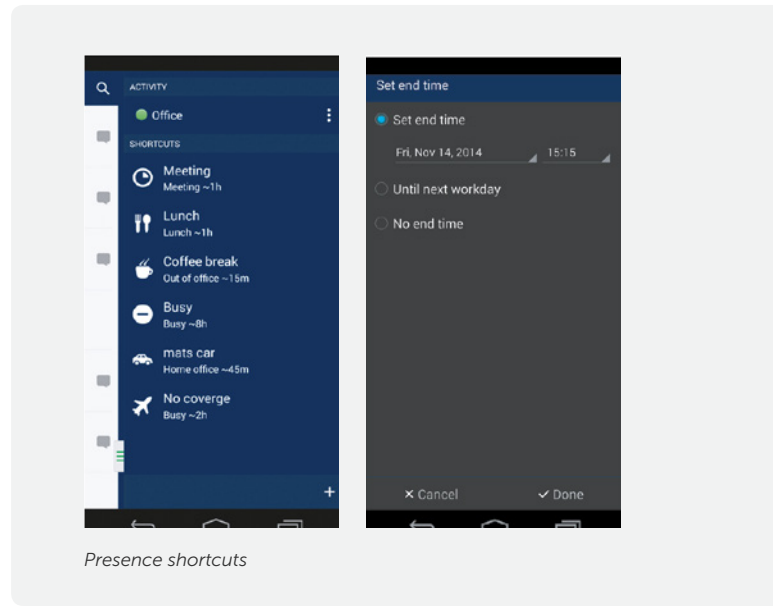 ACTIVITY
Office
SHORTCUTS
Meeting
Meeting ~1h
Lunch
Lunch ~1h
Coffee break
Out of office ~15m
Busy
Busy ~8h
mats car
Home office ~45m
No coverge
Busy ~2h
+
Set end time
Set end time
Fri, Nov 14, 2014 15:15
Until next workday
No end time
× Cancel ✓ Done
Presence shortcuts